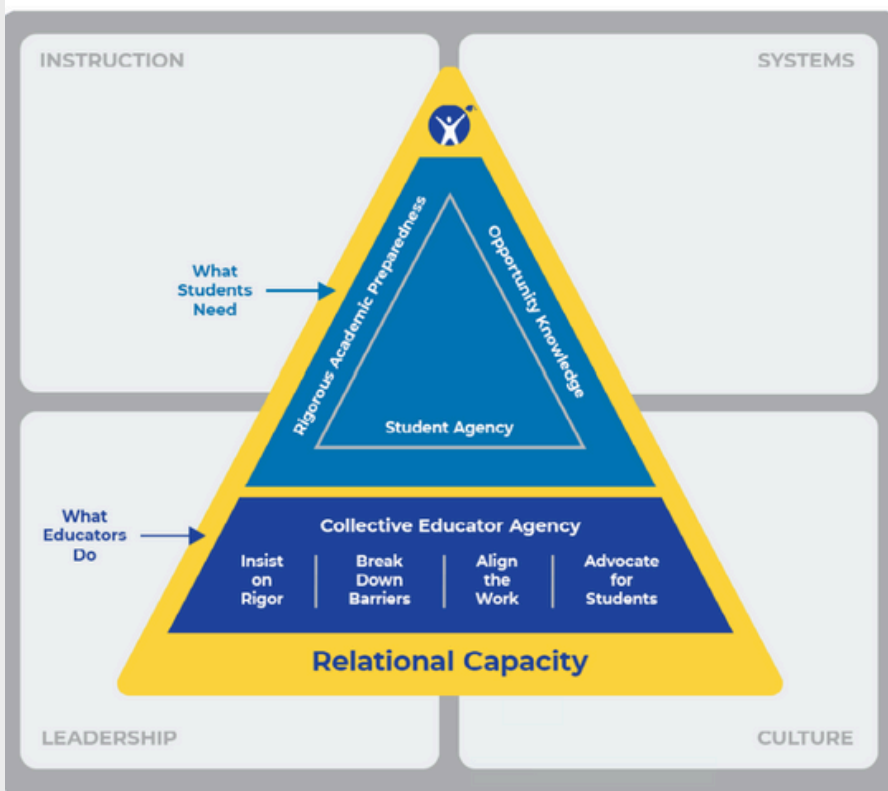 INSTRUCTION
SYSTEMS
What
Students
Need
Rigorous Academic Preparedness
Opportunity Knowledge
Student Agency
What
Educators
Do
Collective Educator Agency
Insist
on
Rigor
Break
Down
Barriers
Align
the
Work
Advocate
for
Students
Relational Capacity
LEADERSHIP
CULTURE